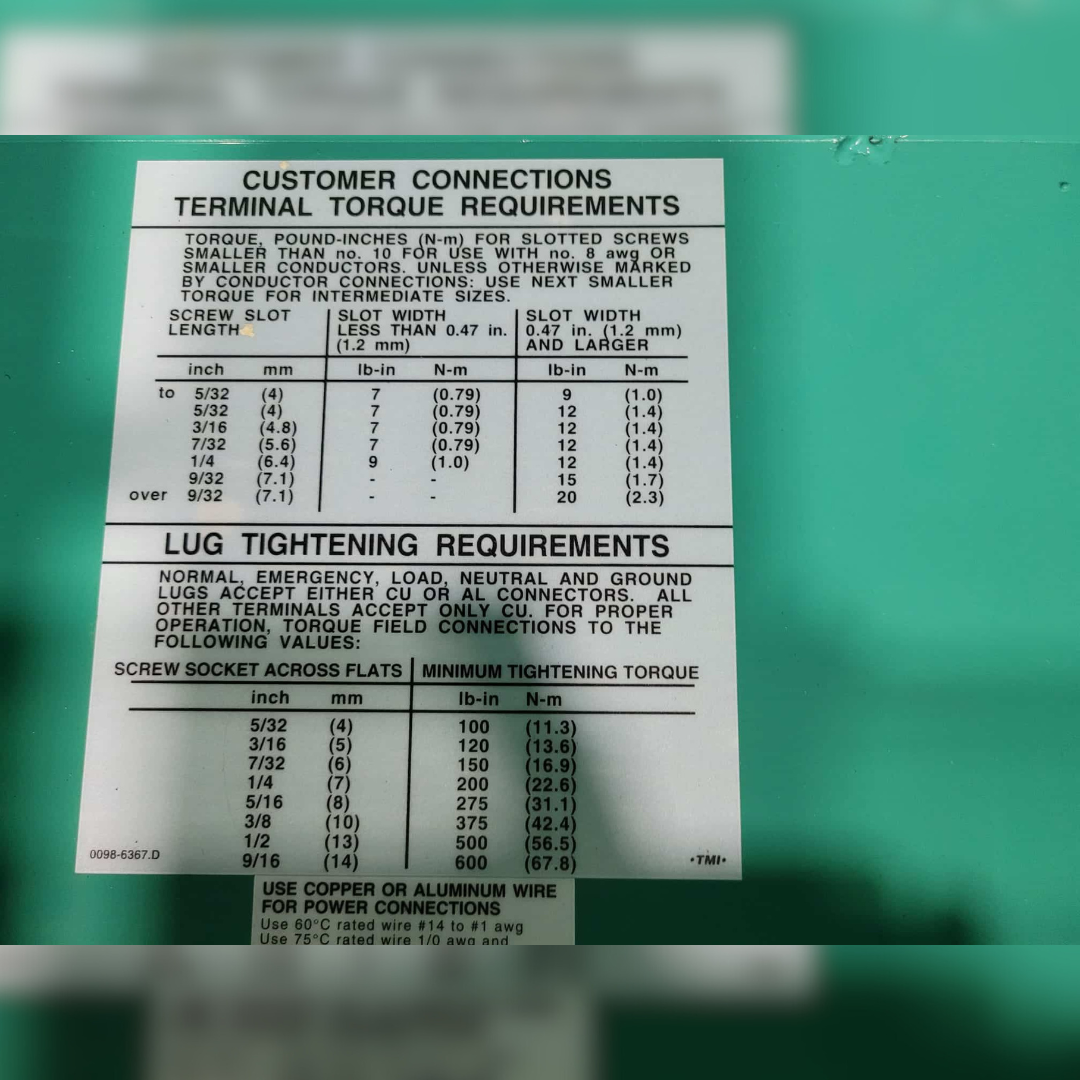 CUSTOMER CONNECTIONS
TERMINAL TORQUE REQUIREMENTS
TORQUE, POUND-INCHES (N-m) FOR SLOTTED SCREWS
SMALLER THAN no. 10 FOR USE WITH no. 8 awg OR
SMALLER CONDUCTORS. UNLESS OTHERWISE MARKED
BY CONDUCTOR CONNECTIONS: USE NEXT SMALLER
TORQUE FOR INTERMEDIATE SIZES.
SCREW SLOT SLOT WIDTH SLOT WIDTH
LENGTH LESS THAN 0.47 in. 0.47 in. (1.2 mm)
(1.2 mm) AND LARGER
inch mm lb-in N-m lb-in N-m
to 5/32 (4) 7 (0.79) 9 (1.0)
5/32 (4) 7 (0.79) 12 (1.4)
3/16 (4.8) 7 (0.79) 12 (1.4)
7/32 (5.6) 7 (0.79) 12 (1.4)
1/4 (6.4) 9 (1.0) 12 (1.4)
9/32 (7.1) - - 15 (1.7)
over 9/32 (7.1) - - 20 (2.3)
LUG TIGHTENING REQUIREMENTS
NORMAL, EMERGENCY, LOAD, NEUTRAL AND GROUND
LUGS ACCEPT EITHER CU OR AL CONNECTORS. ALL
OTHER TERMINALS ACCEPT ONLY CU. FOR PROPER
OPERATION, TORQUE FIELD CONNECTIONS TO THE
FOLLOWING VALUES:
SCREW SOCKET ACROSS FLATS MINIMUM TIGHTENING TORQUE
inch mm lb-in N-m
5/32 (4) 100 (11.3)
3/16 (5) 120 (13.6)
7/32 (6) 150 (16.9)
1/4 (7) 200 (22.6)
5/16 (8) 275 (31.1)
3/8 (10) 375 (42.4)
1/2 (13) 500 (56.5)
9/16 (14) 600 (67.8)
0098-6367.D •TMI•
USE COPPER OR ALUMINUM WIRE
FOR POWER CONNECTIONS
Use 60°C rated wire #14 to #1 awg
Use 75°C rated wire 1/0 awg and